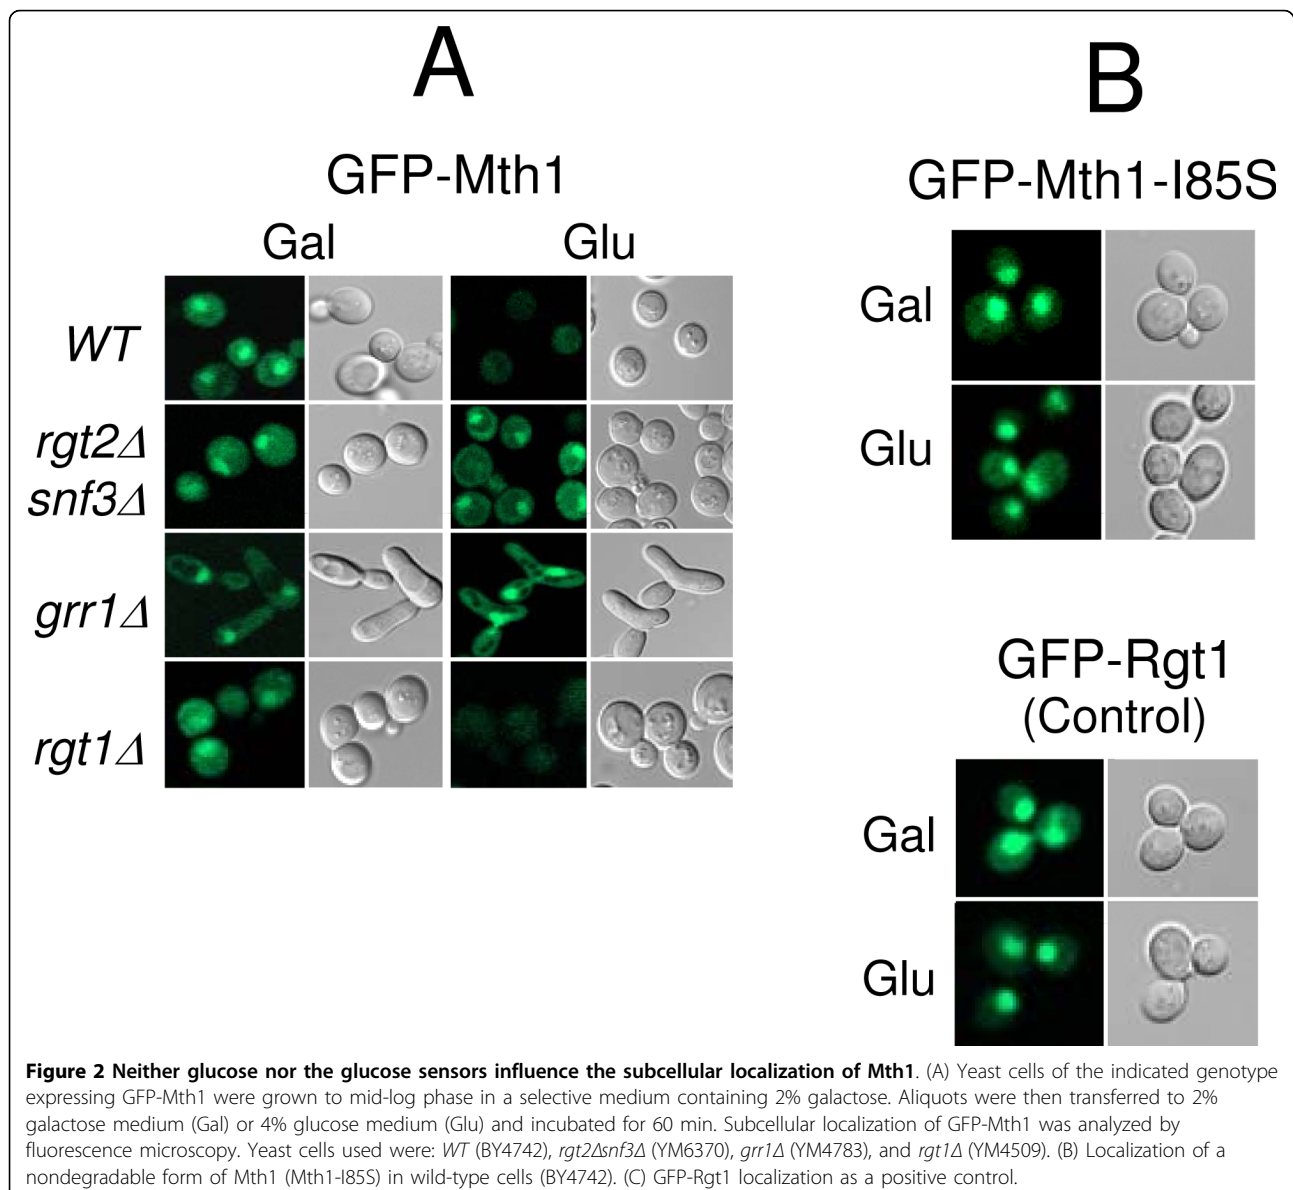 A
GFP-Mth1
Gal Glu
WT
rgt2Δ
snf3Δ
grr1Δ
rgt1Δ
B
GFP-Mth1-I85S
Gal
Glu
GFP-Rgt1
(Control)
Gal
Glu
Figure 2 Neither glucose nor the glucose sensors influence the subcellular localization of Mth1. (A) Yeast cells of the indicated genotype
expressing GFP-Mth1 were grown to mid-log phase in a selective medium containing 2% galactose. Aliquots were then transferred to 2%
galactose medium (Gal) or 4% glucose medium (Glu) and incubated for 60 min. Subcellular localization of GFP-Mth1 was analyzed by
fluorescence microscopy. Yeast cells used were: WT (BY4742), rgt2Δsnf3Δ (YM6370), grr1Δ (YM4783), and rgt1Δ (YM4509). (B) Localization of a
nondegradable form of Mth1 (Mth1-I85S) in wild-type cells (BY4742). (C) GFP-Rgt1 localization as a positive control.